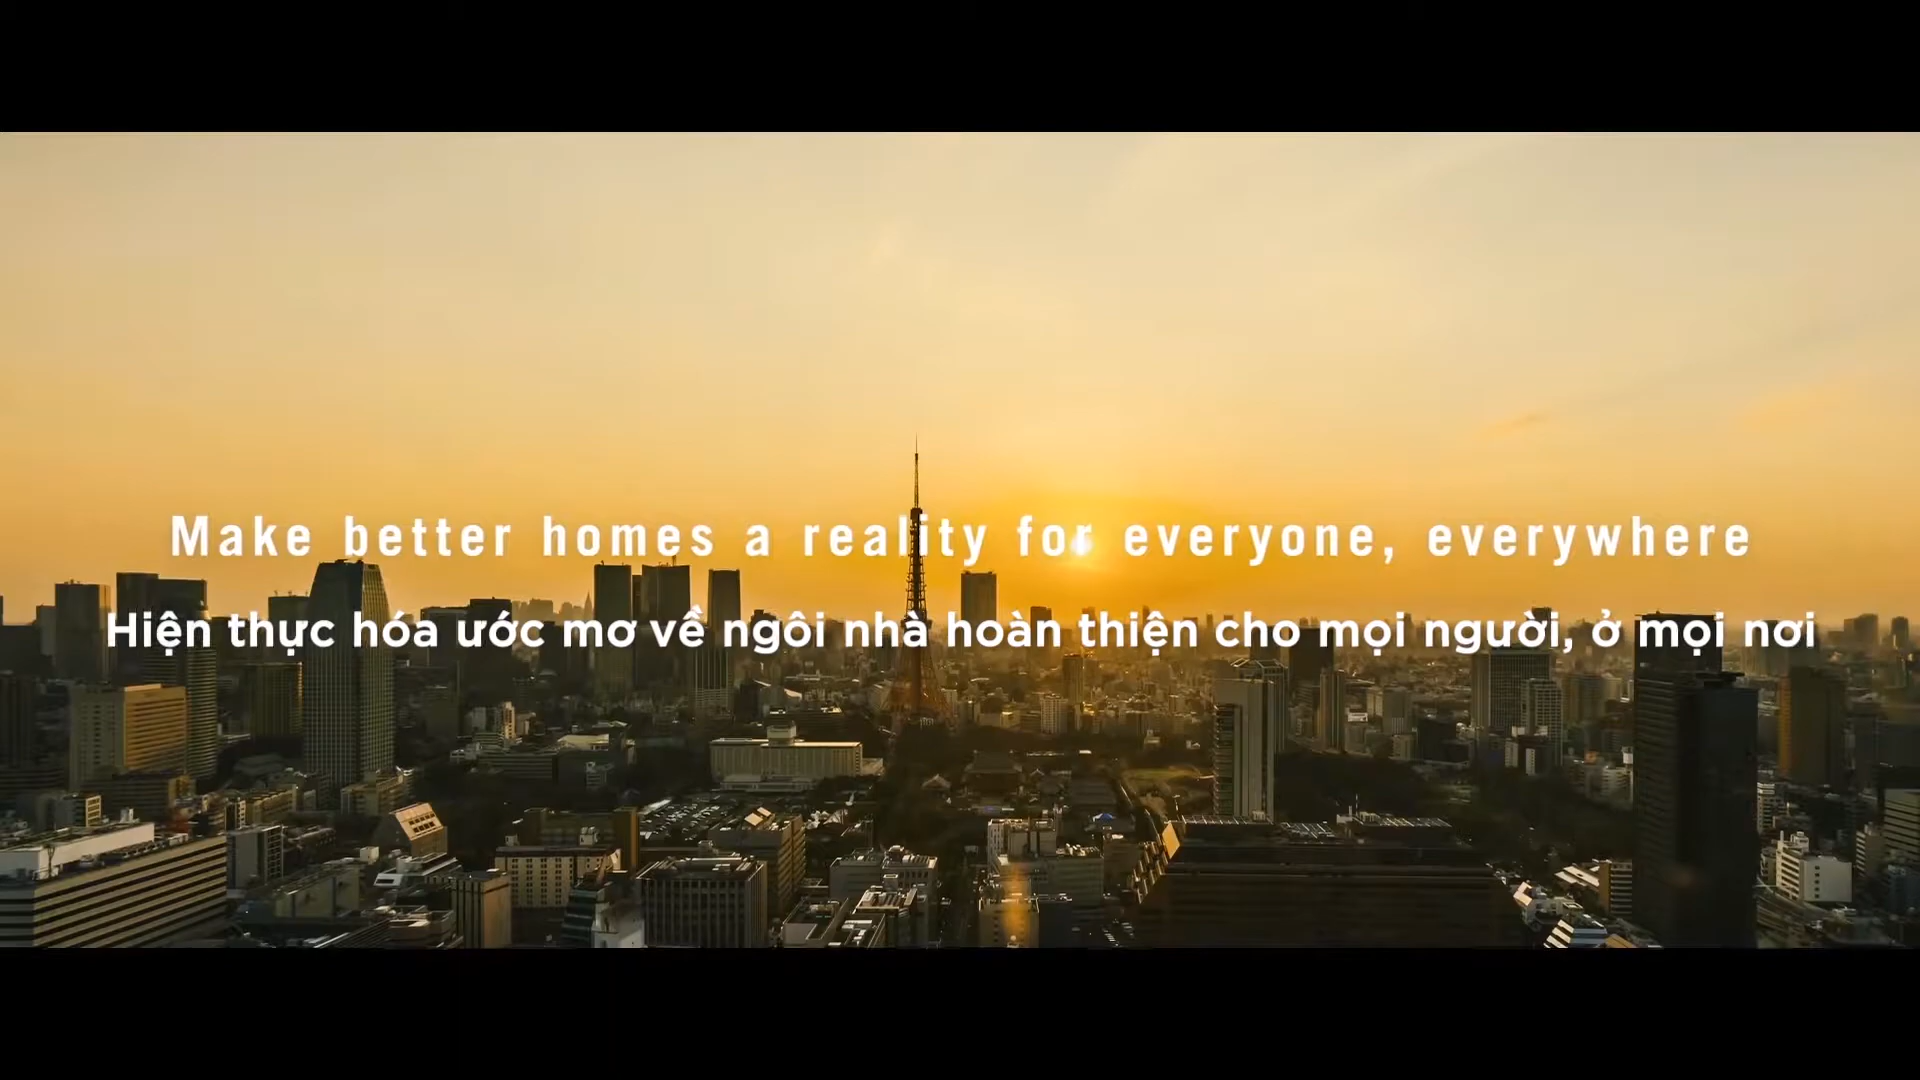 Make better homes a reality for everyone, everywhere
Hiện thực hóa ước mơ về ngôi nhà hoàn thiện cho mọi người, ở mọi nơi